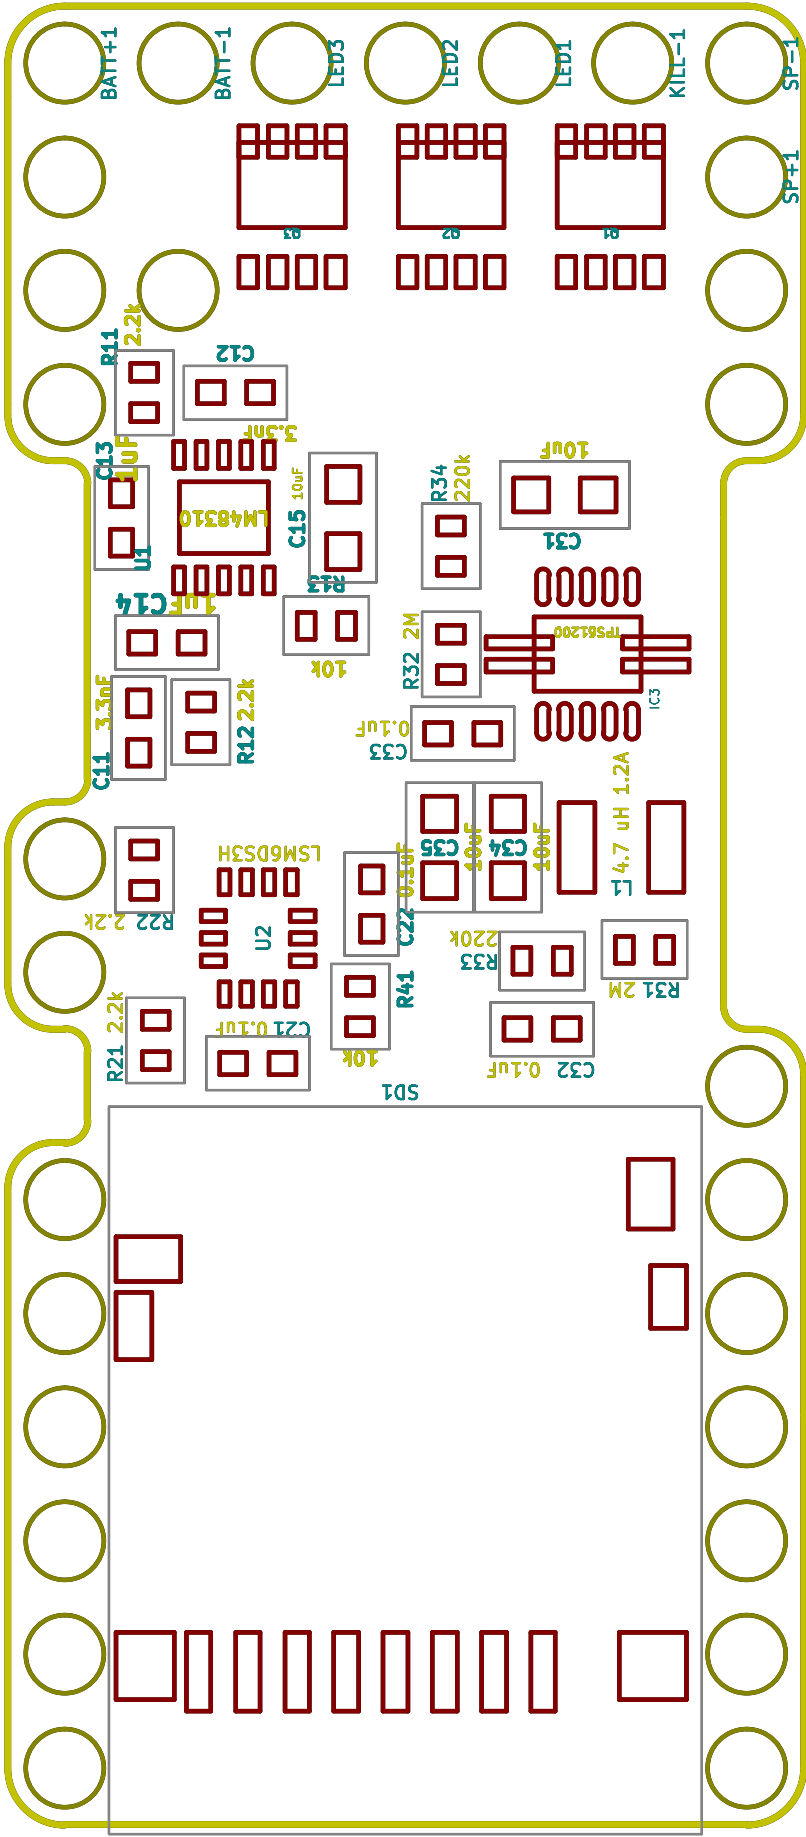 BATT+1
BATT-1
LED3
LED2
LED1
KILL-1
SP-1
SP+1
Q3
Q2
Q1
R11
2.2k
C12
3.3nF
C13
1uF
LM48310
U1
10uF
C15
R34
220k
10uF
C31
R13
10k
C14
1uF
2M
R32
TPS61200
IC3
3.3nF
C11
2.2k
R12
0.1uF
C33
4.7 uH 1.2A
L1
C35
10uF
C34
10uF
0.1uF
C22
LSM6DS3H
U2
2.2k
R22
220k
R33
2M
R31
R41
10k
2.2k
R21
0.1uF
C21
0.1uF
C32
SD1